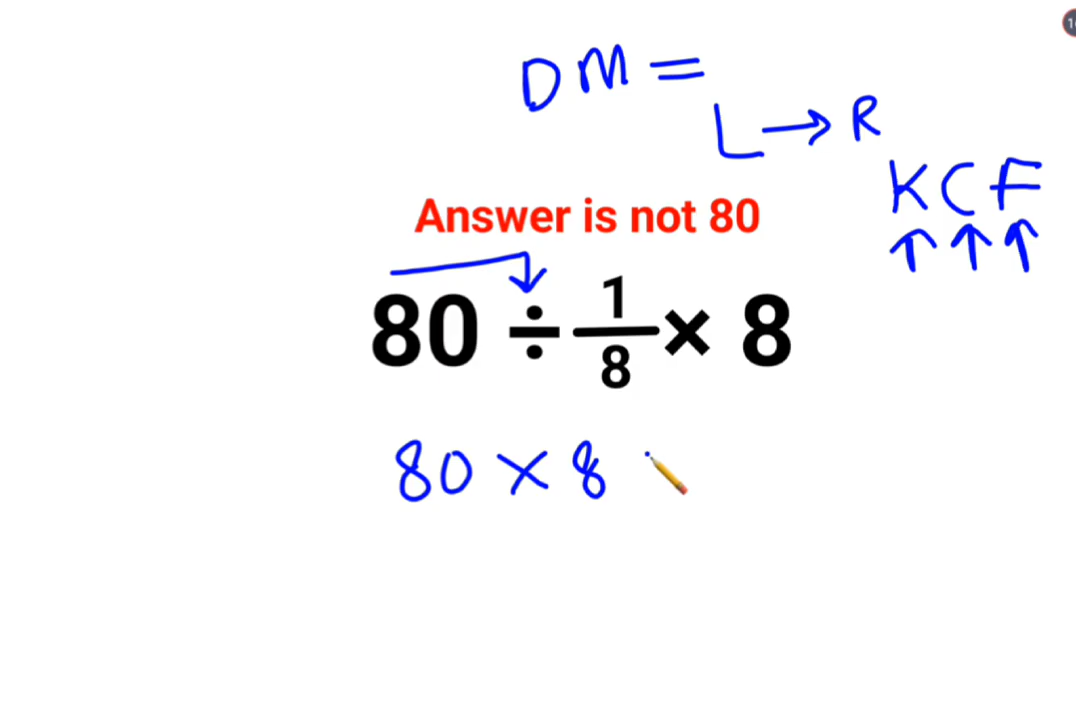 DM =
L → R
KCF
↑ ↑ ↑
Answer is not 80
80 ÷ 1/8 × 8
80 × 8